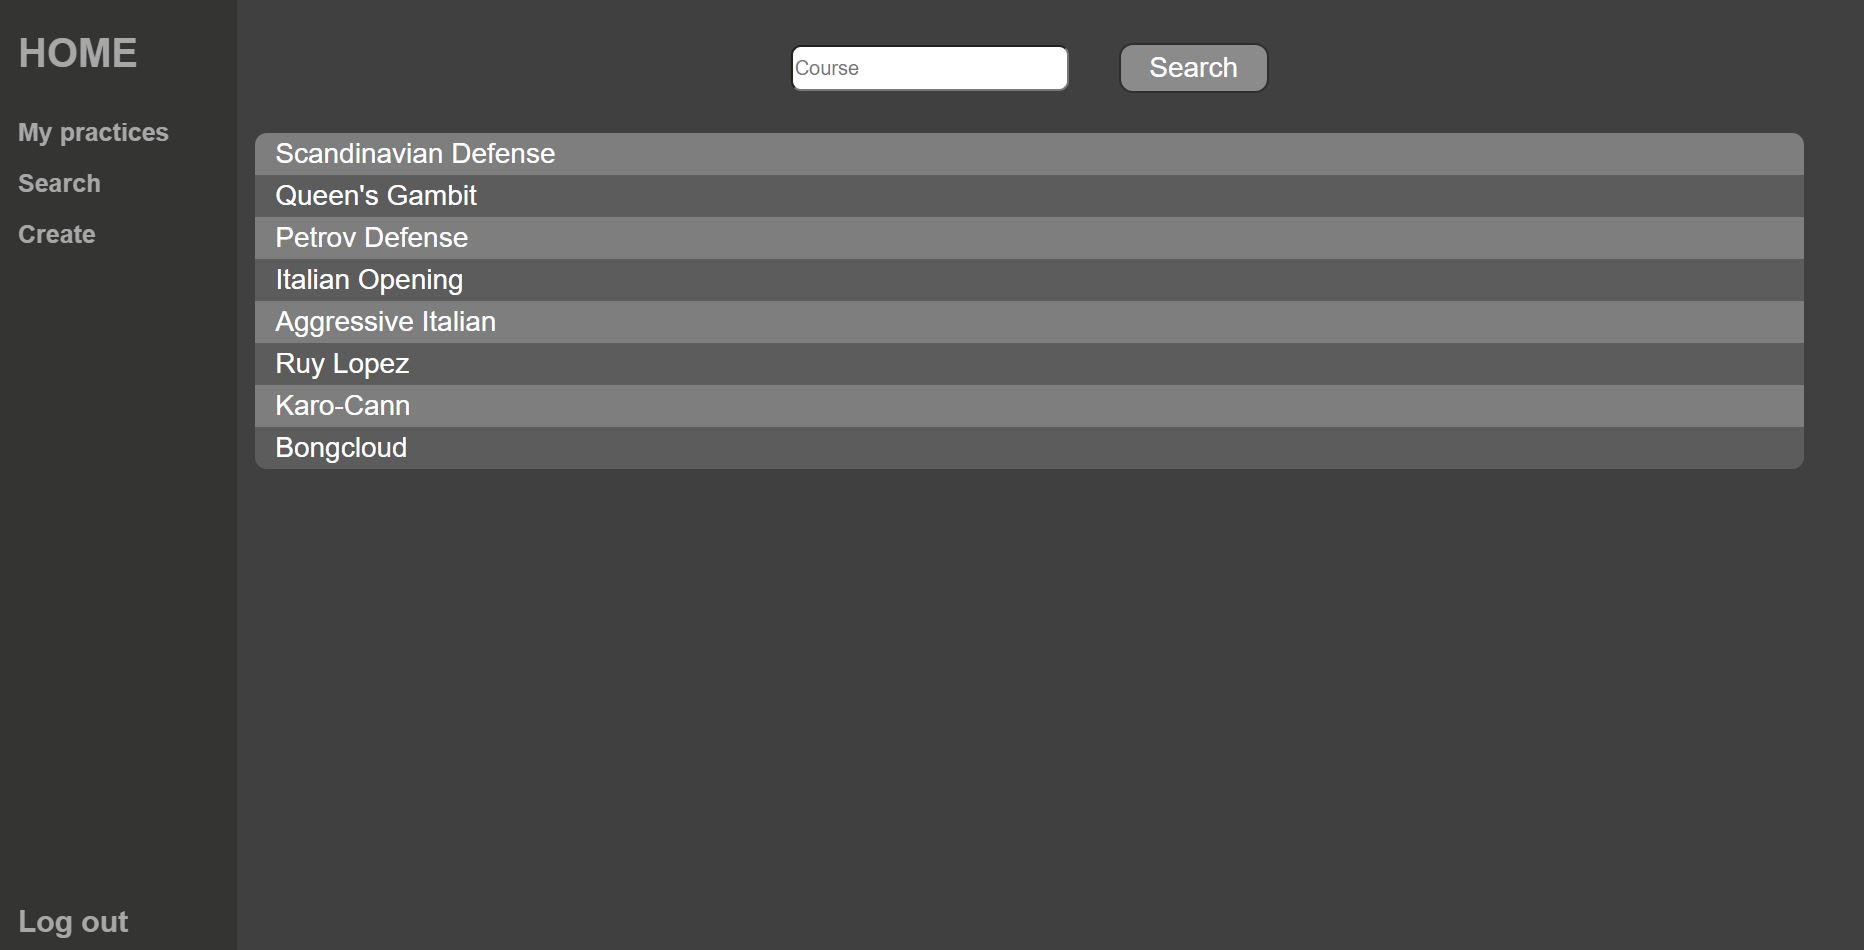 HOME
My practices
Search
Create
Log out
Course
Search
Scandinavian Defense
Queen's Gambit
Petrov Defense
Italian Opening
Aggressive Italian
Ruy Lopez
Karo-Cann
Bongcloud